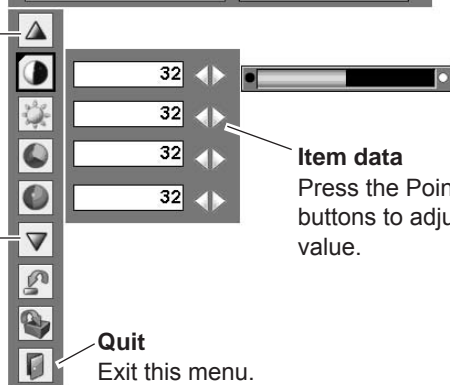 32
32
32
32
Item data
Press the Poin
buttons to adju
value.
Quit
Exit this menu.